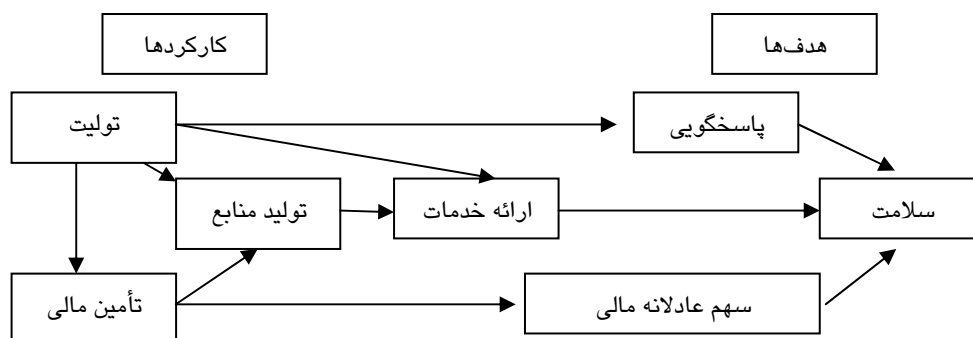 کارکردها
هدف‌ها
تولیت
پاسخگویی
تولید منابع
ارائه خدمات
سلامت
تأمین مالی
سهم عادلانه مالی